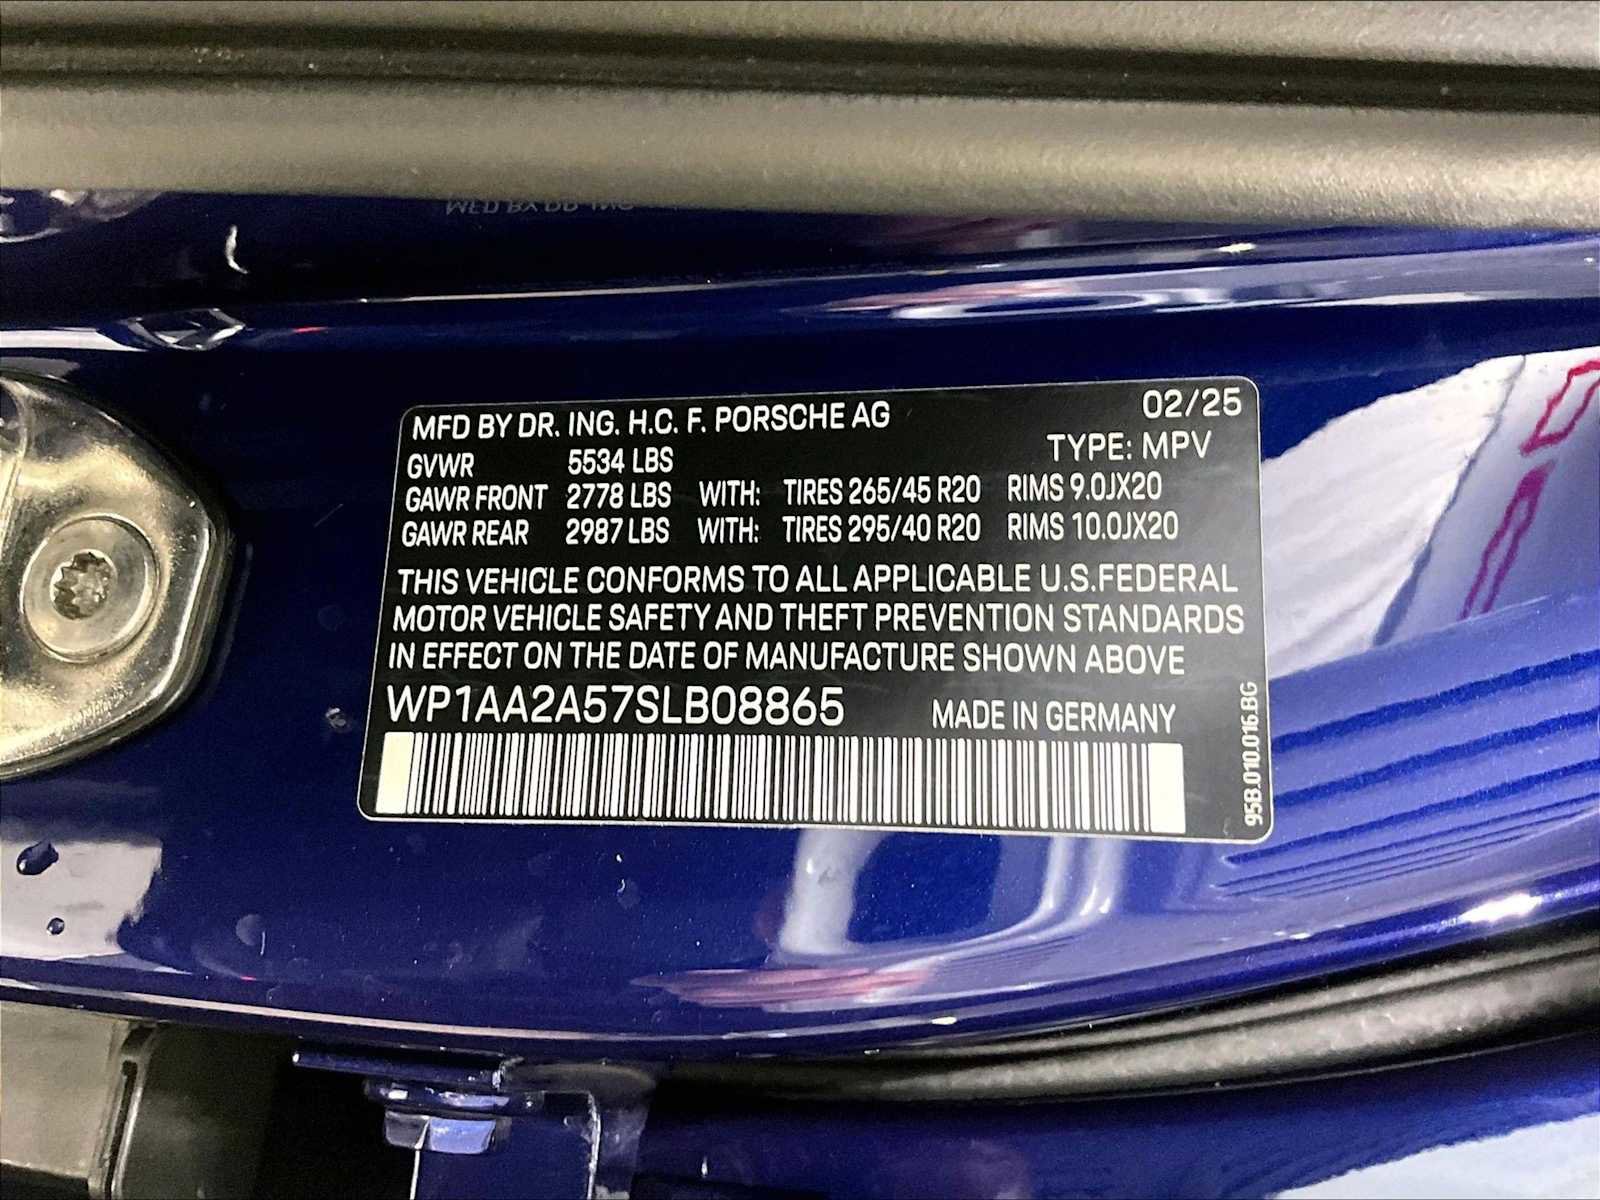 MFD BY DR. ING. H.C. F. PORSCHE AG 02/25
TYPE: MPV
GVWR 5534 LBS
GAWR FRONT 2778 LBS WITH: TIRES 265/45 R20 RIMS 9.0JX20
GAWR REAR 2987 LBS WITH: TIRES 295/40 R20 RIMS 10.0JX20
THIS VEHICLE CONFORMS TO ALL APPLICABLE U.S.FEDERAL
MOTOR VEHICLE SAFETY AND THEFT PREVENTION STANDARDS
IN EFFECT ON THE DATE OF MANUFACTURE SHOWN ABOVE
WP1AA2A57SLB08865 MADE IN GERMANY
95B.010.016.BG